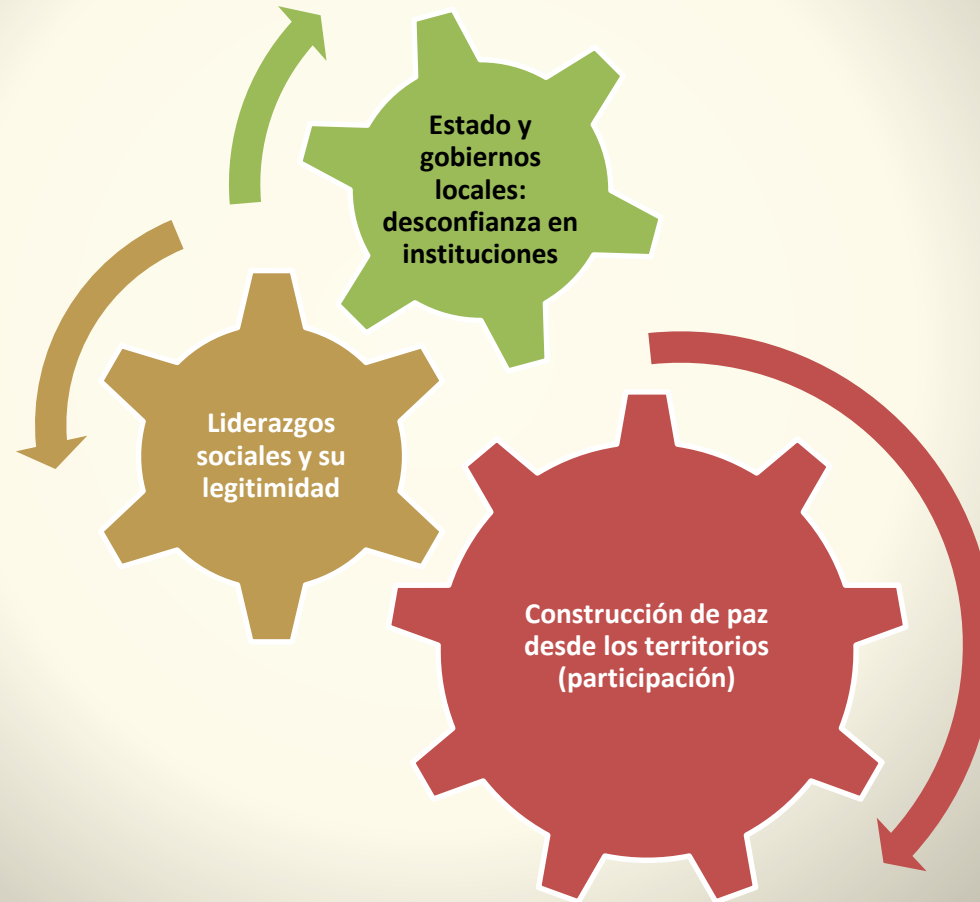 Estado y
gobiernos
locales:
desconfianza en
instituciones
Liderazgos
sociales y su
legitimidad
Construcción de paz
desde los territorios
(participación)